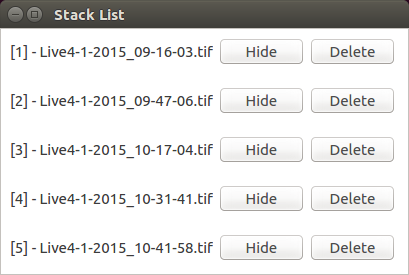 Stack List
[1] - Live4-1-2015_09-16-03.tif Hide Delete
[2] - Live4-1-2015_09-47-06.tif Hide Delete
[3] - Live4-1-2015_10-17-04.tif Hide Delete
[4] - Live4-1-2015_10-31-41.tif Hide Delete
[5] - Live4-1-2015_10-41-58.tif Hide Delete